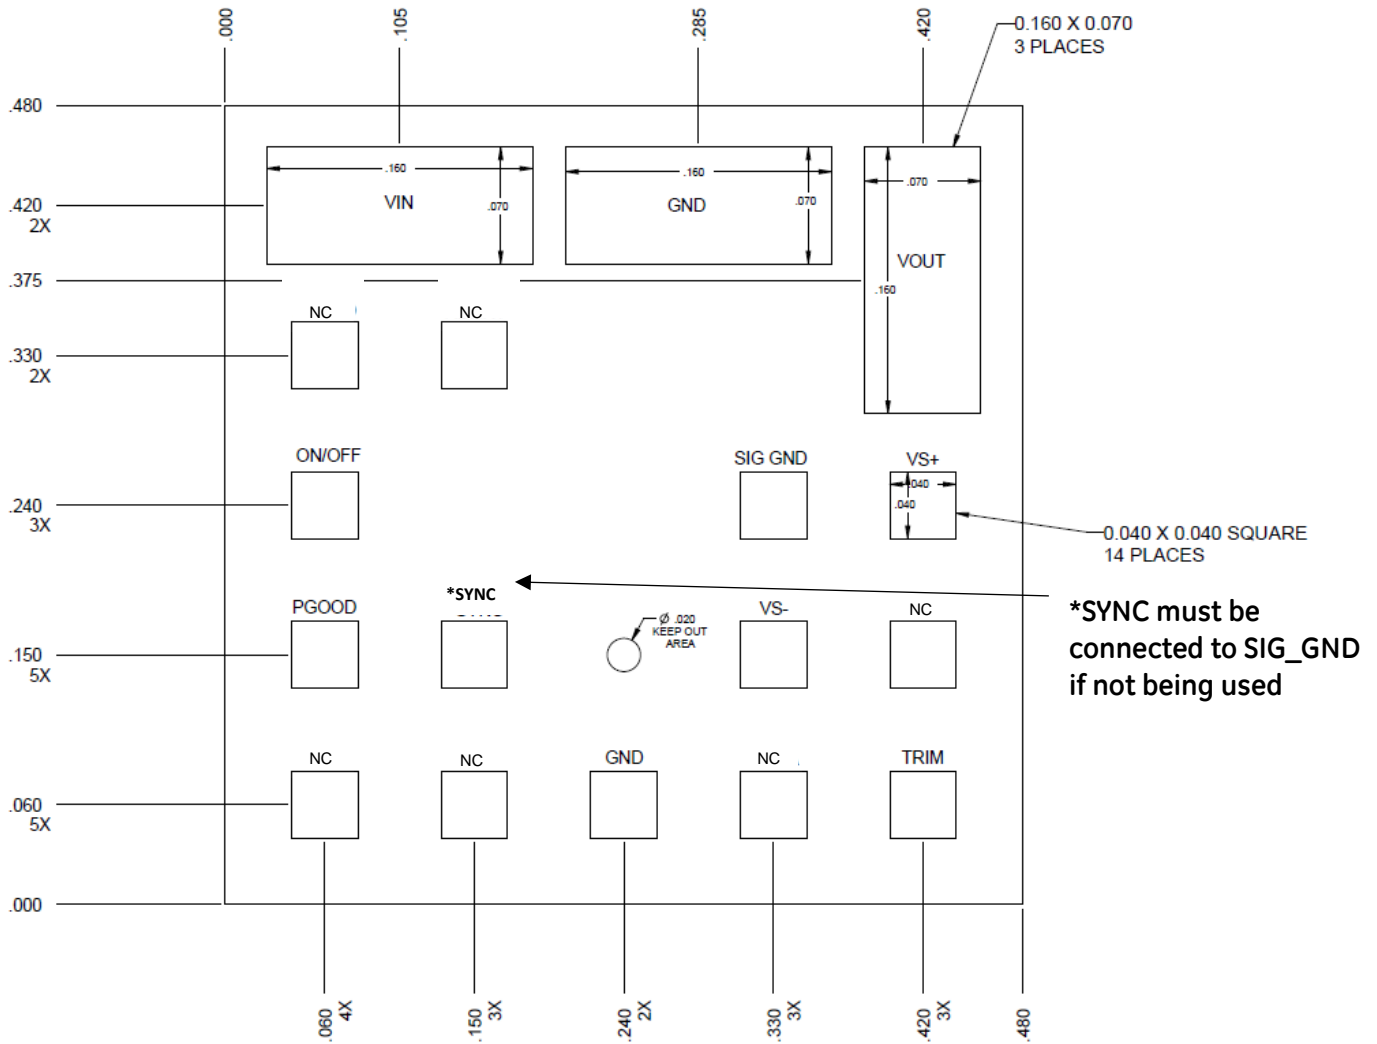 .000
.105
.285
.420
0.160 X 0.070
3 PLACES
.480
.160
.160
.070
VIN
.070
GND
.070
.420
2X
VOUT
.375
.160
NC
NC
.330
2X
ON/OFF
SIG GND
VS+
.040
.040
.240
3X
0.040 X 0.040 SQUARE
14 PLACES
*SYNC
*SYNC must be
connected to SIG_GND
if not being used
PGOOD
Ø .020
KEEP OUT
AREA
VS-
NC
.150
5X
NC
NC
GND
NC
TRIM
.060
5X
.000
.060 4X
.150 3X
.240 2X
.330 3X
.420 3X
.480